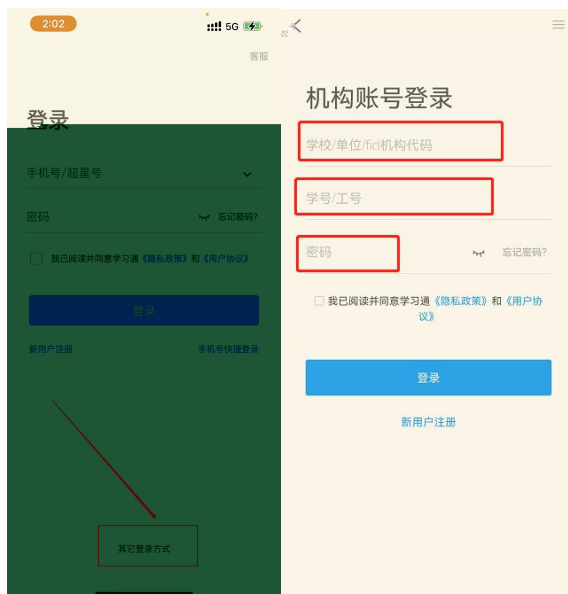 2:02
5G
客服
登录
手机号/超星号
密码
忘记密码?
我已阅读并同意学习通《隐私政策》和《用户协议》
登录
新用户注册
手机号快捷登录
其它登录方式
机构账号登录
学校/单位/fid机构代码
学号/工号
密码
忘记密码?
我已阅读并同意学习通《隐私政策》和《用户协
议》
登录
新用户注册